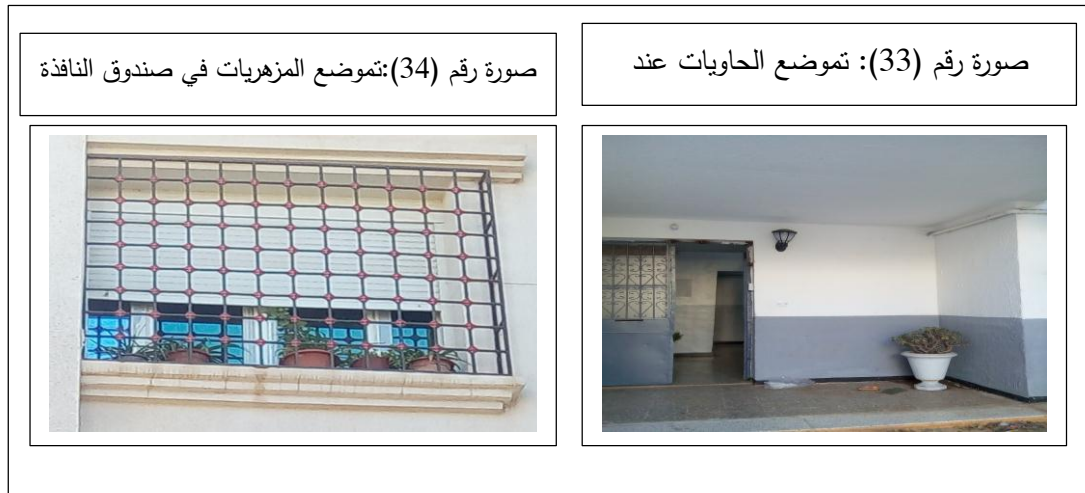 صورة رقم (33): تموضع الحاويات عند
صورة رقم (34):تموضع المزهريات في صندوق النافذة